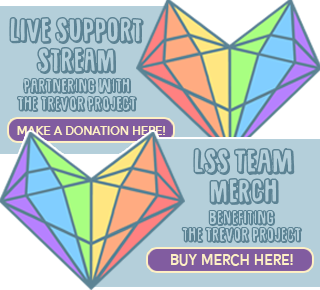 LIVE SUPPORT
STREAM
PARTNERING WITH
THE TREVOR PROJECT
MAKE A DONATION HERE!
LSS TEAM
MERCH
BENEFITING
THE TREVOR PROJECT
BUY MERCH HERE!